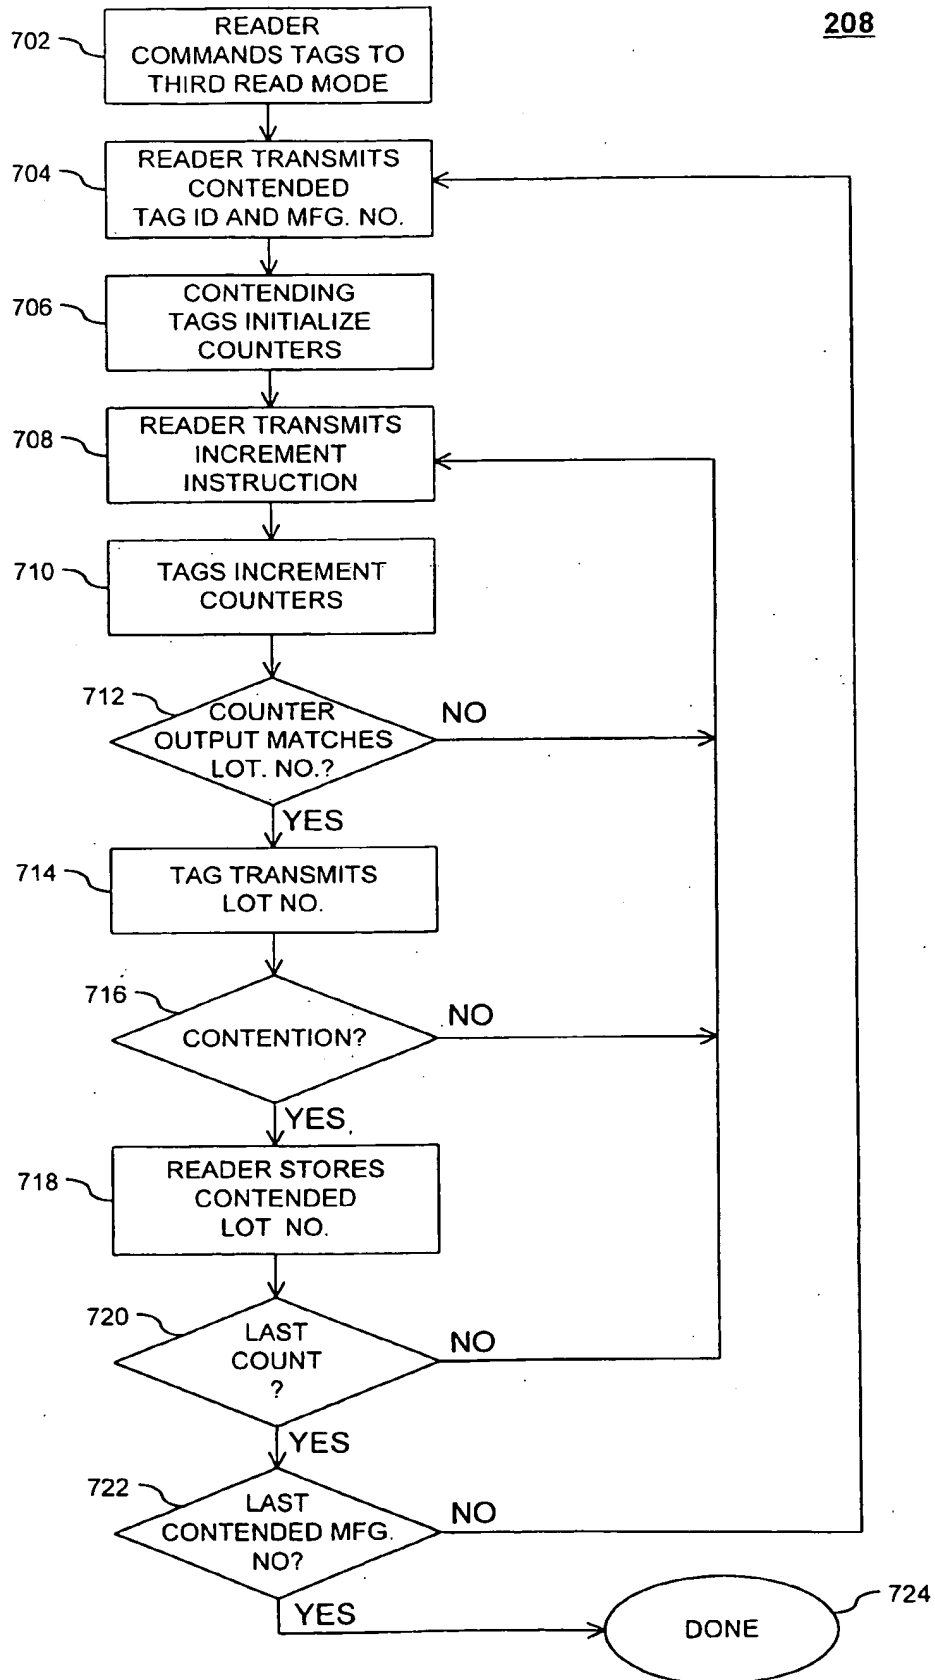 208
702
READER
COMMANDS TAGS TO
THIRD READ MODE
704
READER TRANSMITS
CONTENDED
TAG ID AND MFG. NO.
706
CONTENDING
TAGS INITIALIZE
COUNTERS
708
READER TRANSMITS
INCREMENT
INSTRUCTION
710
TAGS INCREMENT
COUNTERS
712
COUNTER
OUTPUT MATCHES
LOT. NO.?
NO
YES
714
TAG TRANSMITS
LOT NO.
716
CONTENTION?
NO
YES
718
READER STORES
CONTENDED
LOT NO.
720
LAST
COUNT
?
NO
YES
722
LAST
CONTENDED MFG.
NO?
NO
YES
DONE
724